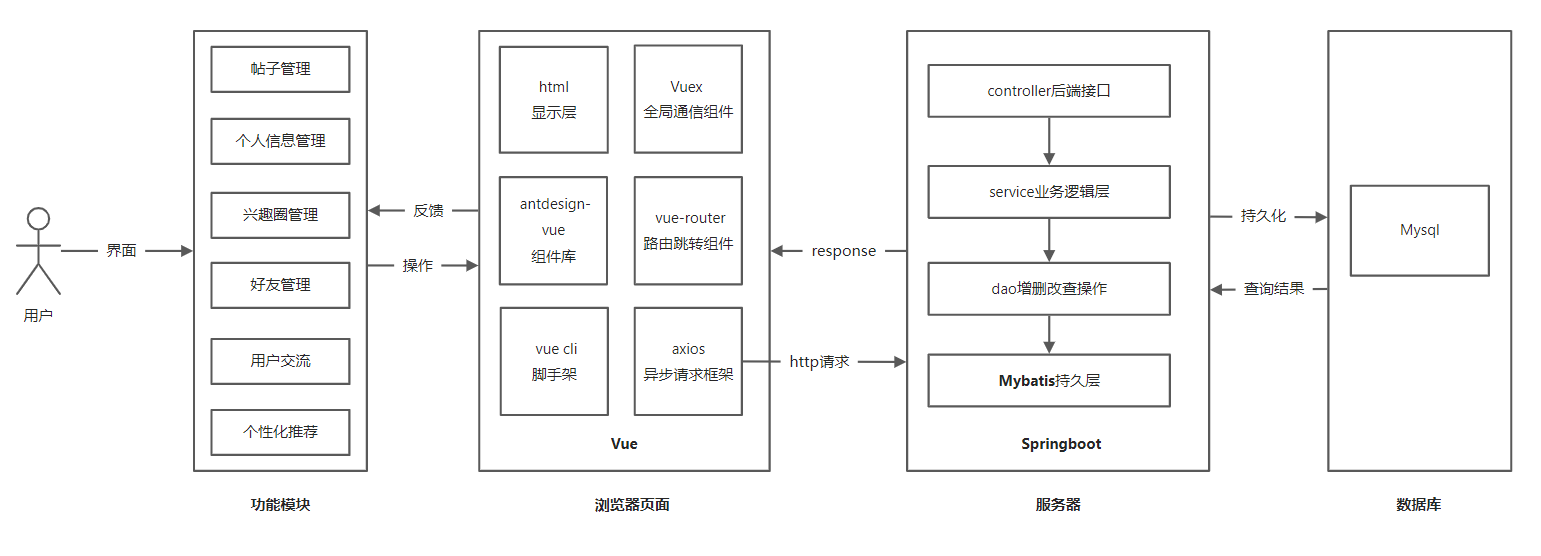 用户
界面
帖子管理
个人信息管理
兴趣圈管理
好友管理
用户交流
个性化推荐
功能模块
反馈
操作
html
显示层
Vuex
全局通信组件
antdesign-
vue
组件库
vue-router
路由跳转组件
vue cli
脚手架
axios
异步请求框架
Vue
浏览器页面
response
http请求
controller后端接口
service业务逻辑层
dao增删改查操作
Mybatis持久层
Springboot
服务器
持久化
查询结果
Mysql
数据库